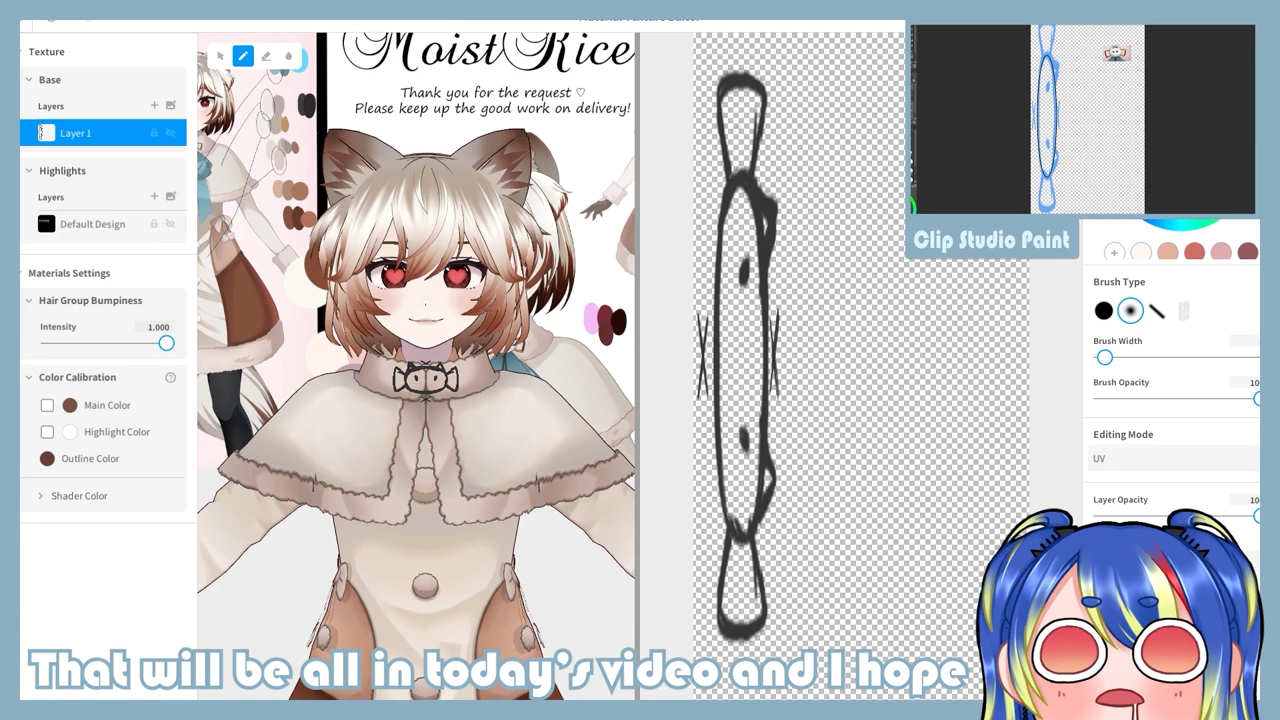 Texture
Base
Layers
Layer 1
Highlights
Layers
Default Design
Materials Settings
Hair Group Bumpiness
Intensity
1.000
Color Calibration
Main Color
Highlight Color
Outline Color
Shader Color
MoistRice
Thank you for the request ♡
Please keep up the good work on delivery!
Clip Studio Paint
Brush Type
Brush Width
Brush Opacity
10
Editing Mode
UV
Layer Opacity
10
That will be all in today's video and I hope